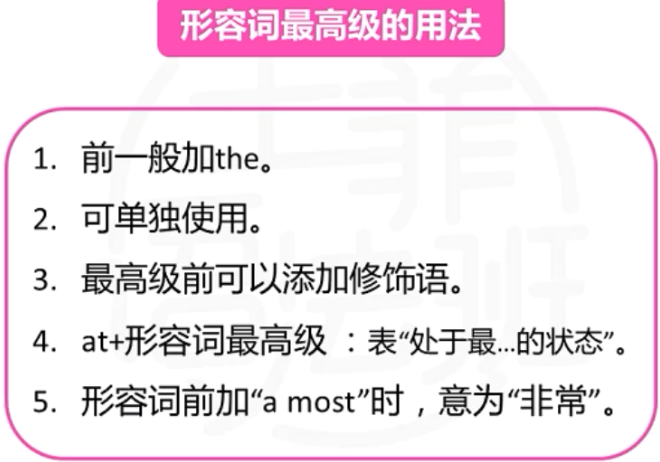 形容词最高级的用法
1. 前一般加the。
2. 可单独使用。
3. 最高级前可以添加修饰语。
4. at+形容词最高级 ：表“处于最...的状态”。
5. 形容词前加“a most”时，意为“非常”。